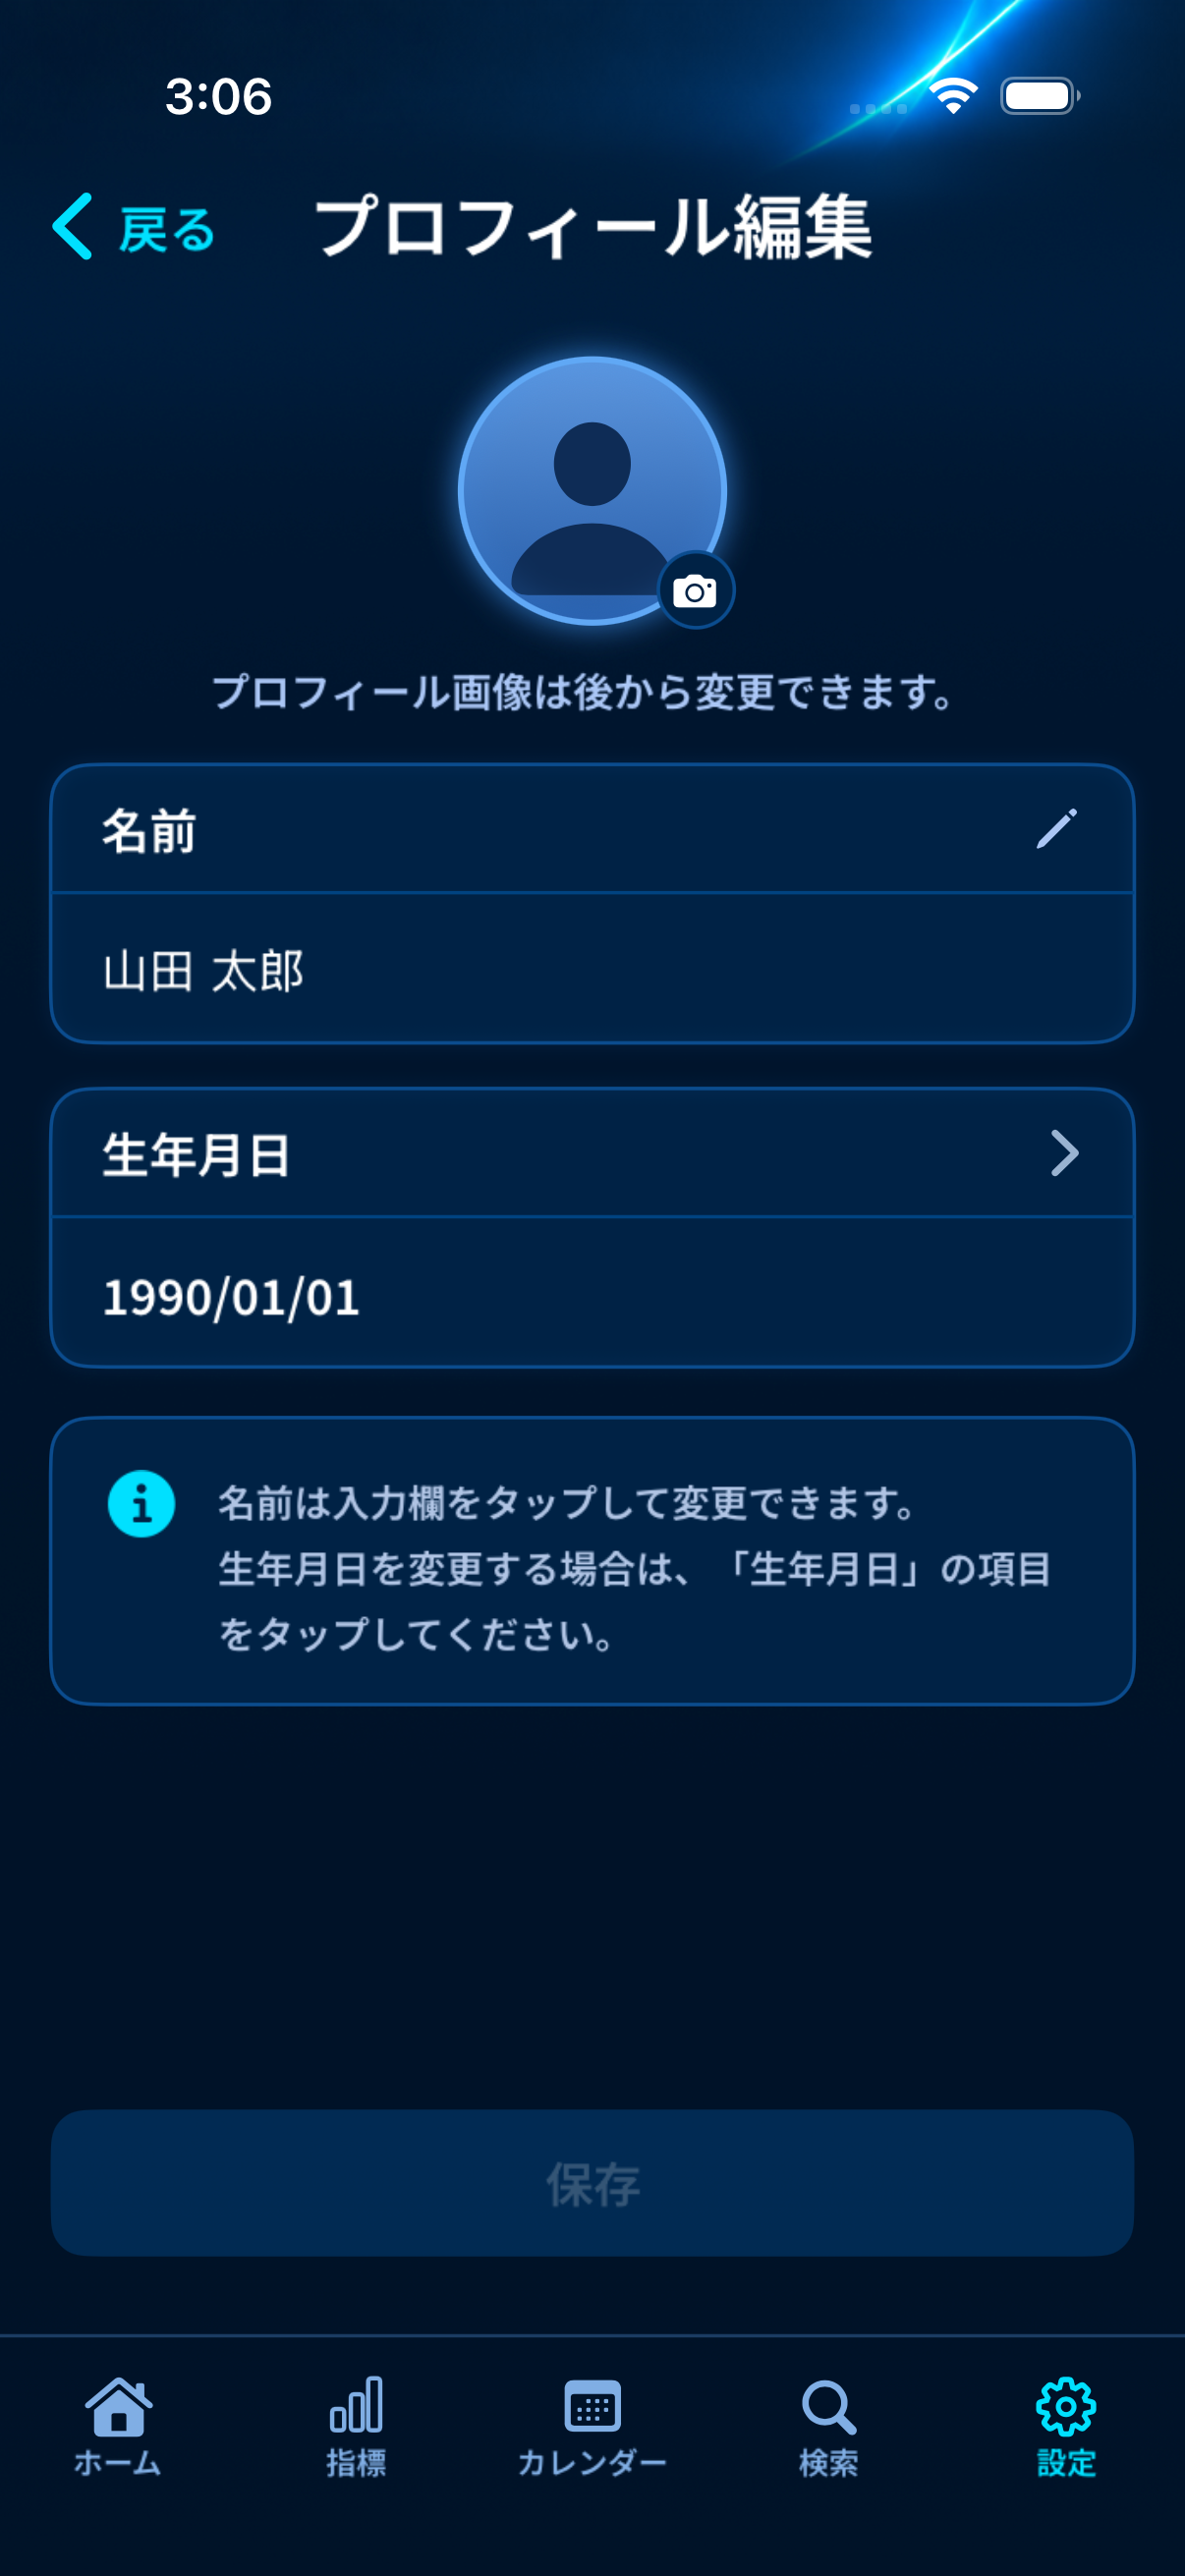 3:06
戻る
プロフィール編集
プロフィール画像は後から変更できます。
名前
山田 太郎
生年月日
1990/01/01
名前は入力欄をタップして変更できます。
生年月日を変更する場合は、「生年月日」の項目
をタップしてください。
保存
ホーム
指標
カレンダー
検索
設定